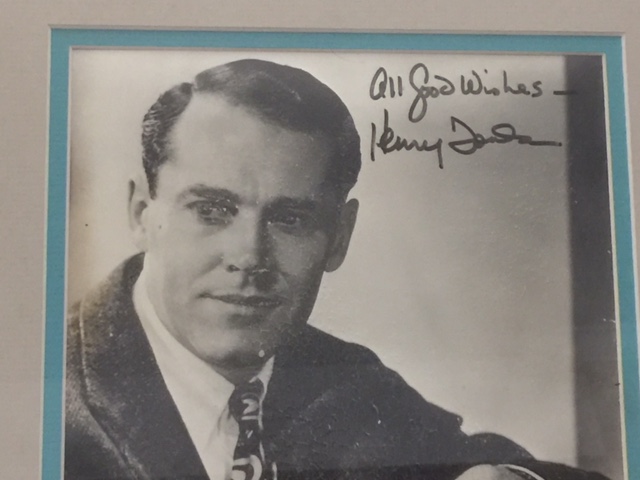 All Good Wishes –
Henry Fonda